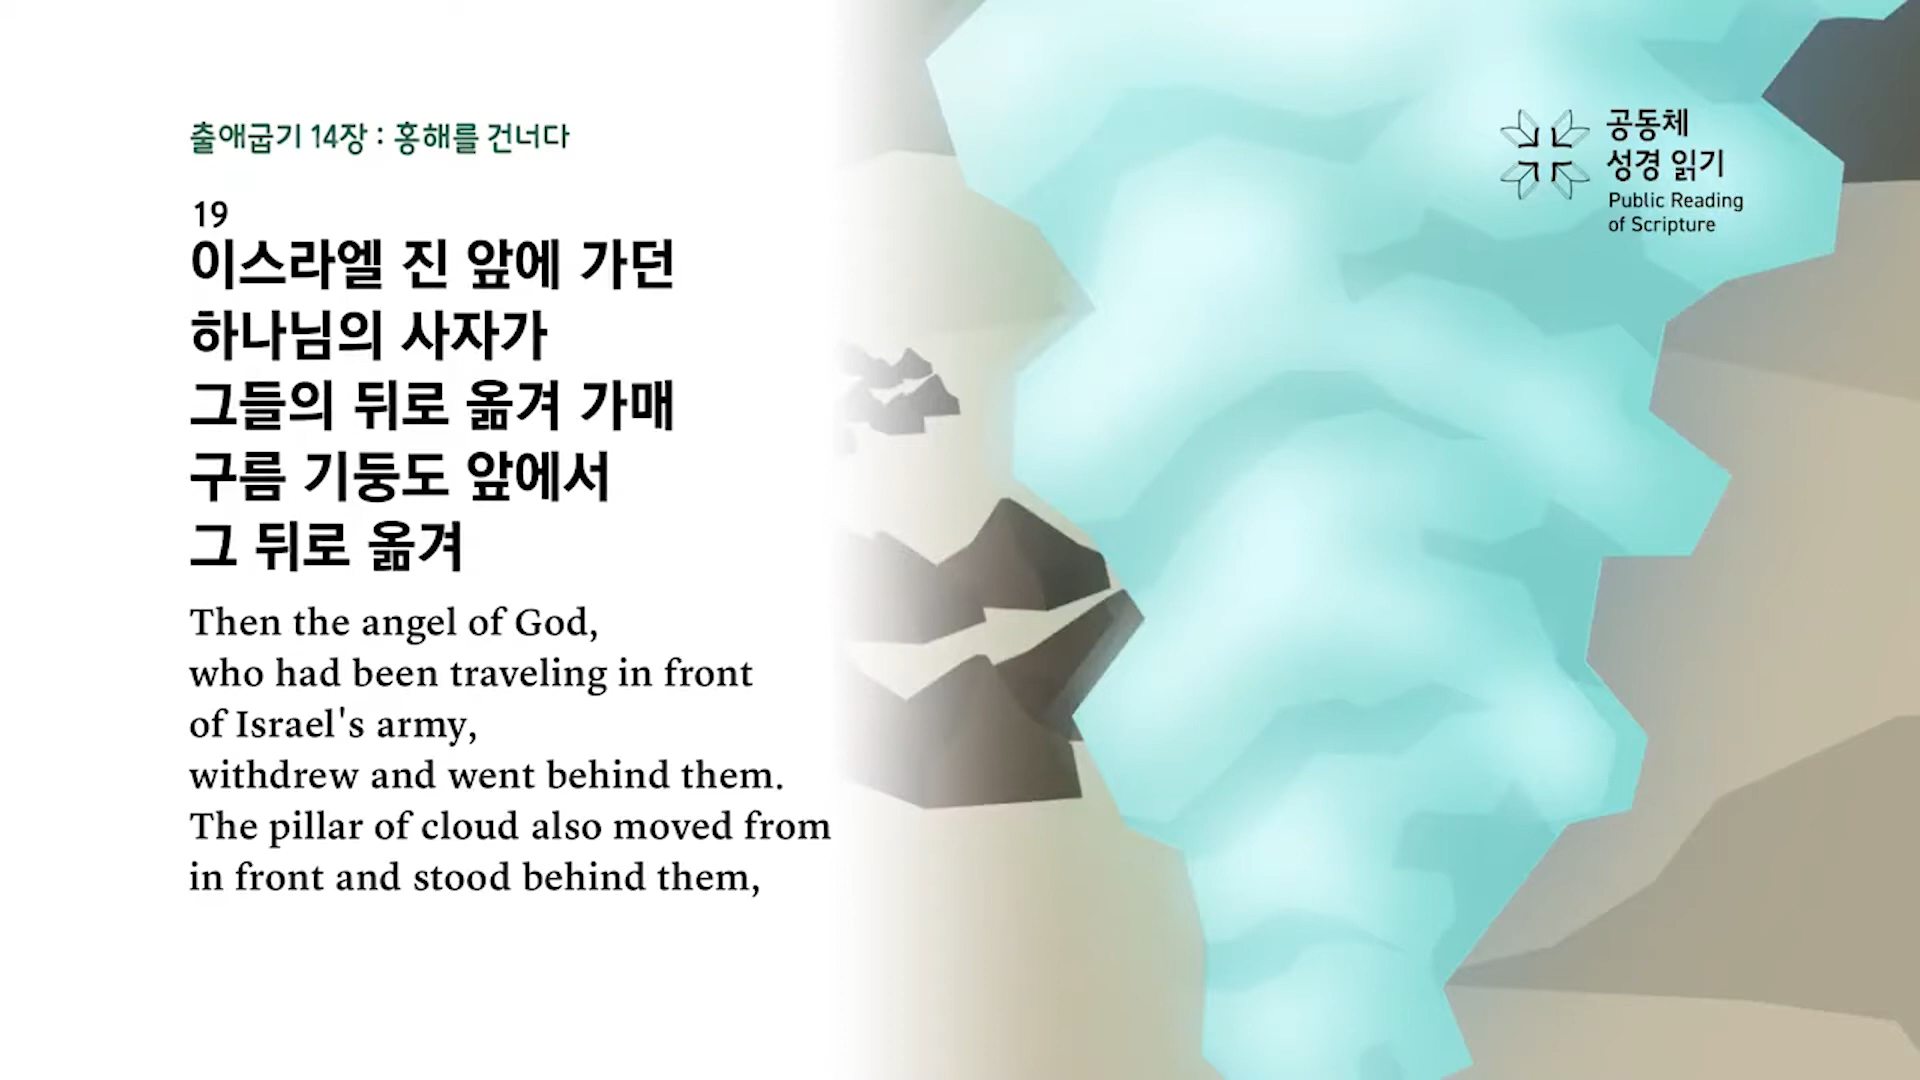 출애굽기 14장 : 홍해를 건너다
19
이스라엘 진 앞에 가던
하나님의 사자가
그들의 뒤로 옮겨 가매
구름 기둥도 앞에서
그 뒤로 옮겨
Then the angel of God,
who had been traveling in front
of Israel's army,
withdrew and went behind them.
The pillar of cloud also moved from
in front and stood behind them,
공동체
성경 읽기
Public Reading
of Scripture